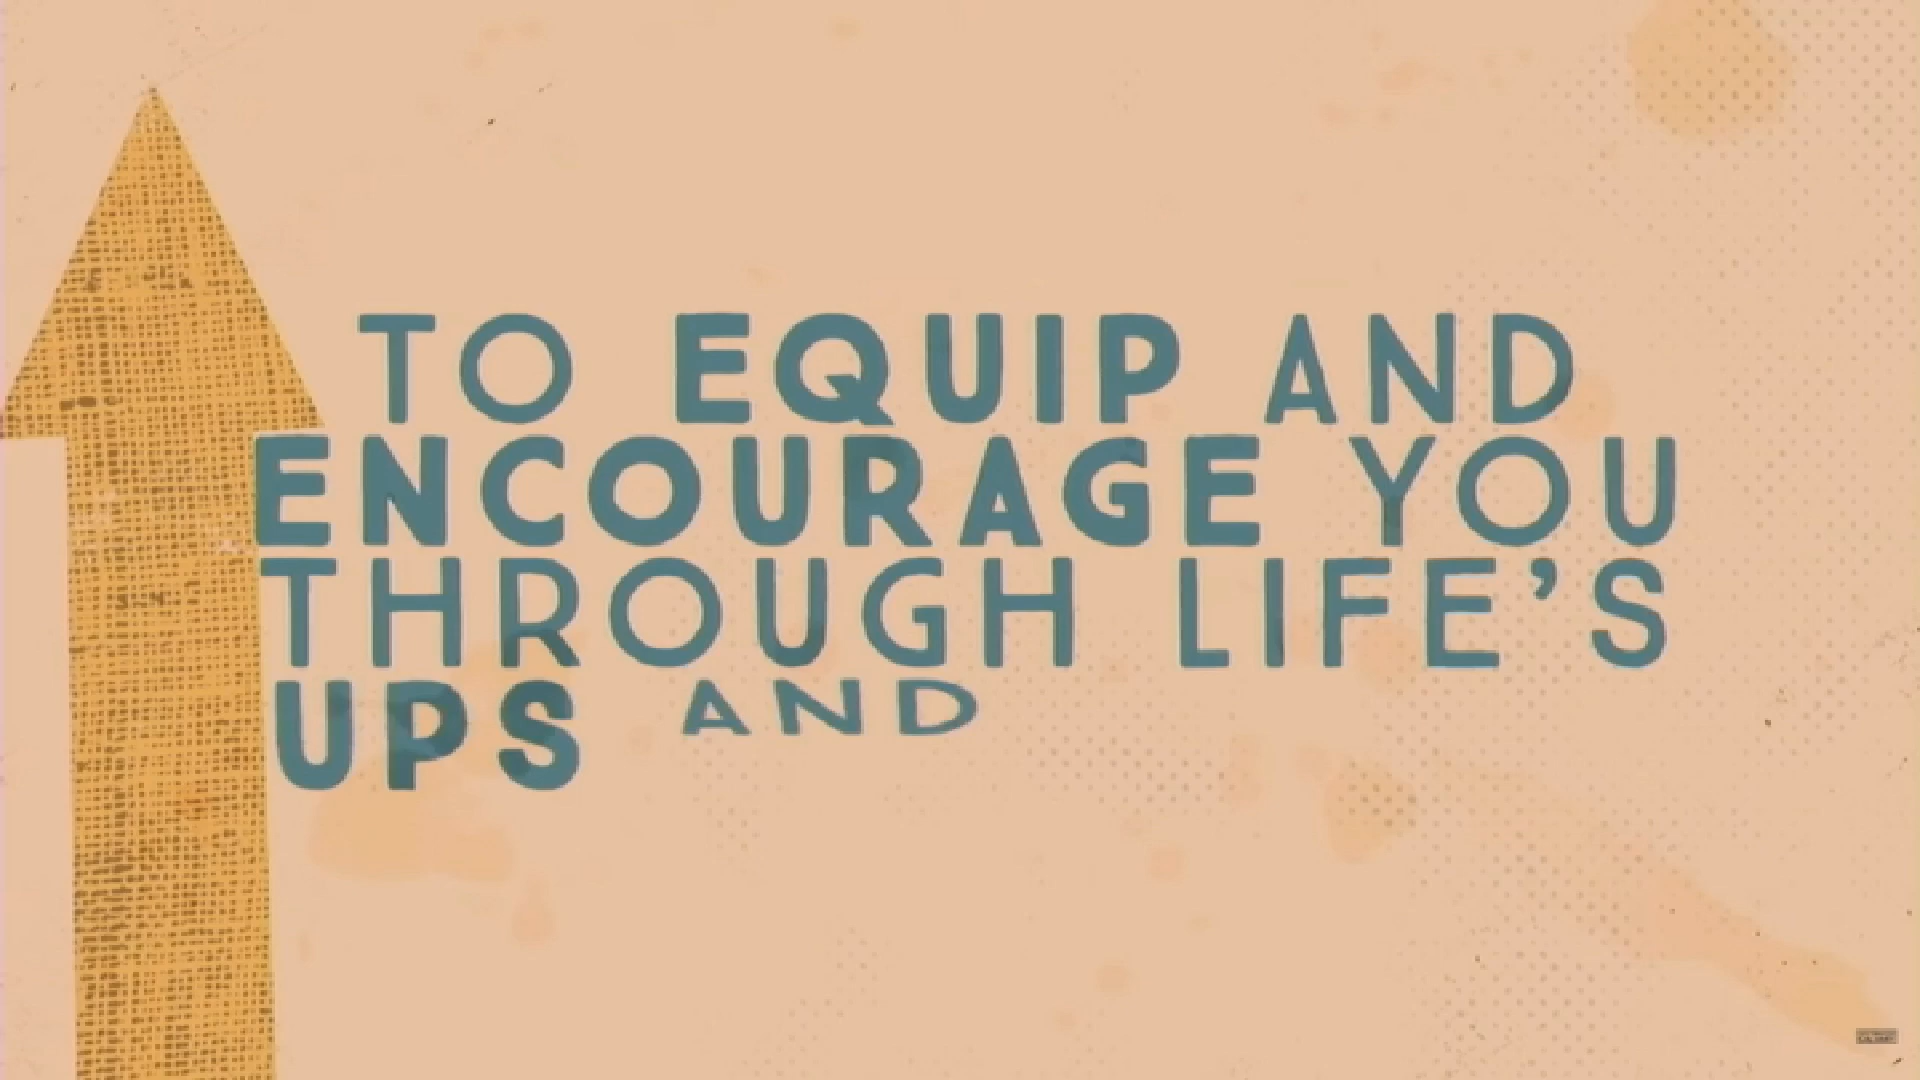 TO EQUIP AND
ENCOURAGE YOU
THROUGH LIFE'S
UPS AND